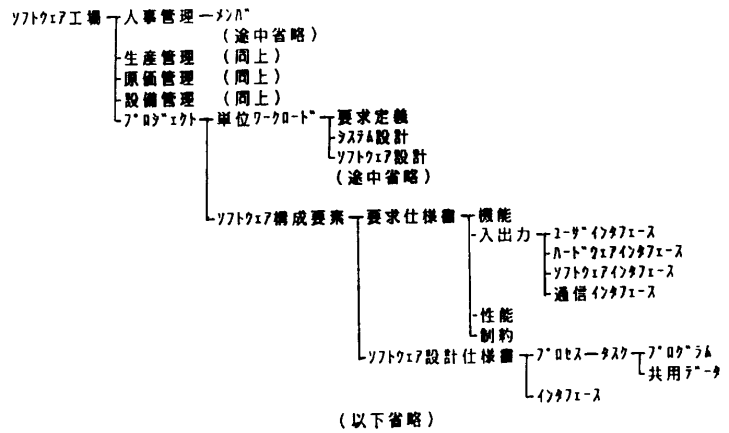 ソフトウェア工場 人事管理 メンバ
(途中省略)
生産管理 (同上)
原価管理 (同上)
設備管理 (同上)
プロジェクト 単位ワークロード 要求定義
システム設計
ソフトウェア設計
(途中省略)
ソフトウェア構成要素 要求仕様書 機能
入出力 ユーザインタフェース
ハードウェアインタフェース
ソフトウェアインタフェース
通信インタフェース
性能
制約
ソフトウェア設計仕様書 プロセス タスク プログラム
共用データ
インタフェース
(以下省略)